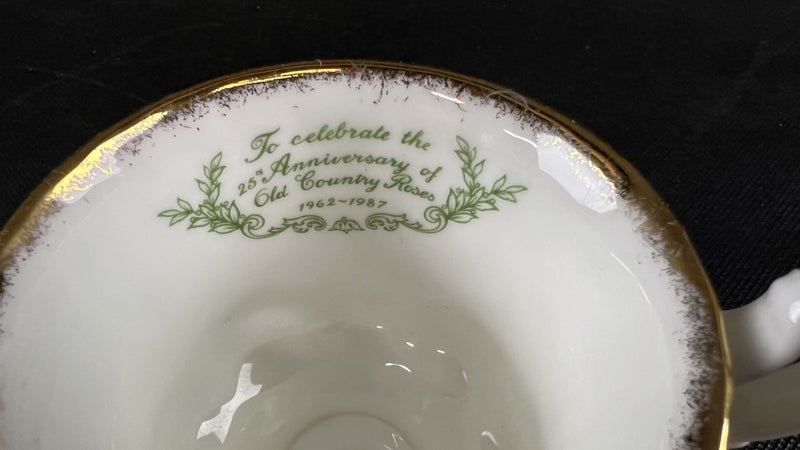 To celebrate the
25th Anniversary of
Old Country Roses
1962~1987